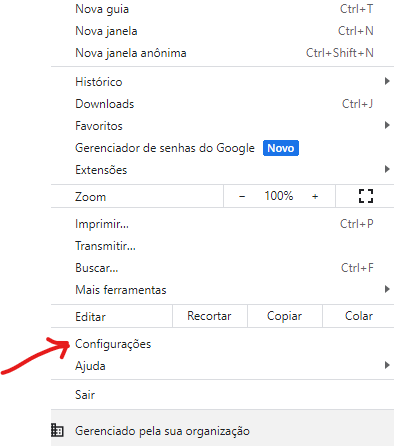 Nova guia Ctrl+T
Nova janela Ctrl+N
Nova janela anônima Ctrl+Shift+N
Histórico
Downloads Ctrl+J
Favoritos
Gerenciador de senhas do Google Novo
Extensões
Zoom − 100% +
Imprimir... Ctrl+P
Transmitir...
Buscar... Ctrl+F
Mais ferramentas
Editar Recortar Copiar Colar
Configurações
Ajuda
Sair
Gerenciado pela sua organização